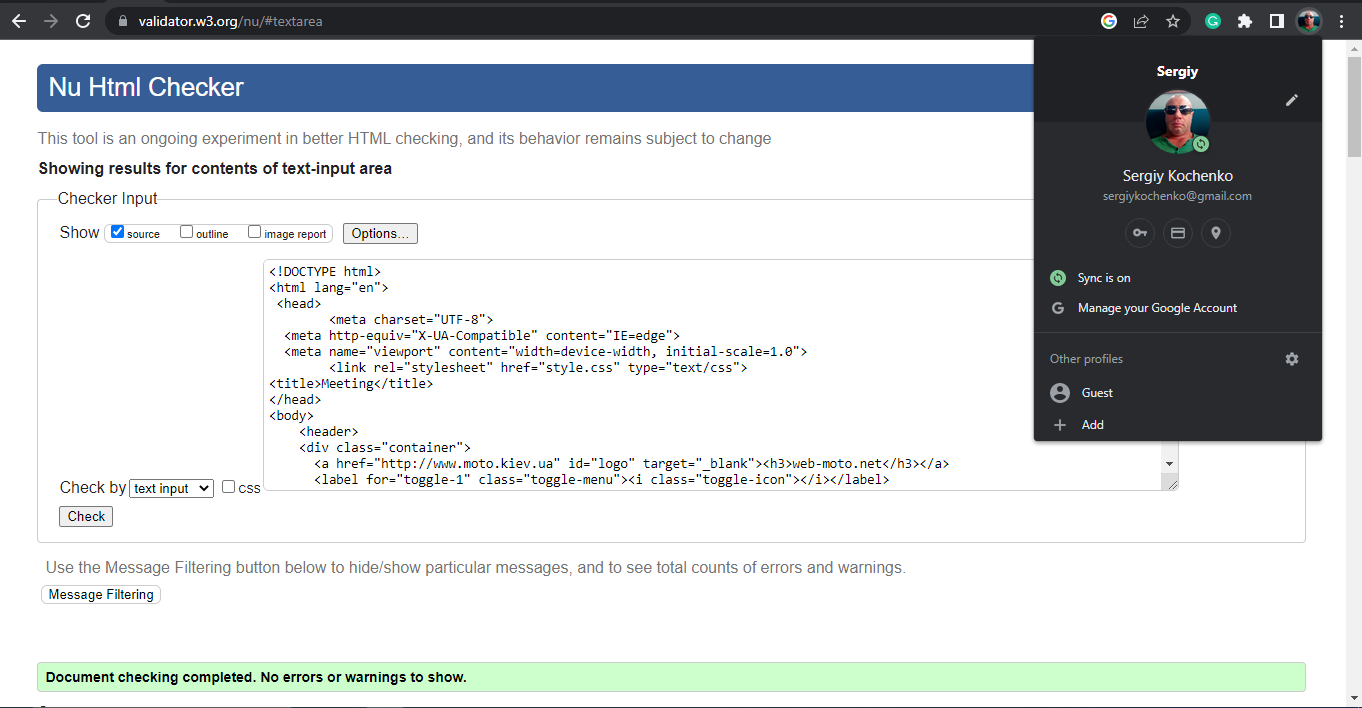 validator.w3.org/nu/#textarea
Nu Html Checker
This tool is an ongoing experiment in better HTML checking, and its behavior remains subject to change
Showing results for contents of text-input area
Checker Input
Show source outline image report Options...
<!DOCTYPE html>
<html lang="en">
<head>
<meta charset="UTF-8">
<meta http-equiv="X-UA-Compatible" content="IE=edge">
<meta name="viewport" content="width=device-width, initial-scale=1.0">
<link rel="stylesheet" href="style.css" type="text/css">
<title>Meeting</title>
</head>
<body>
<header>
<div class="container">
<a href="http://www.moto.kiev.ua" id="logo" target="_blank"><h3>web-moto.net</h3></a>
<label for="toggle-1" class="toggle-menu"><i class="toggle-icon"></i></label>
Check by text input css
Check
Use the Message Filtering button below to hide/show particular messages, and to see total counts of errors and warnings.
Message Filtering
Document checking completed. No errors or warnings to show.
Sergiy
Sergiy Kochenko
sergiykochenko@gmail.com
Sync is on
Manage your Google Account
Other profiles
Guest
Add